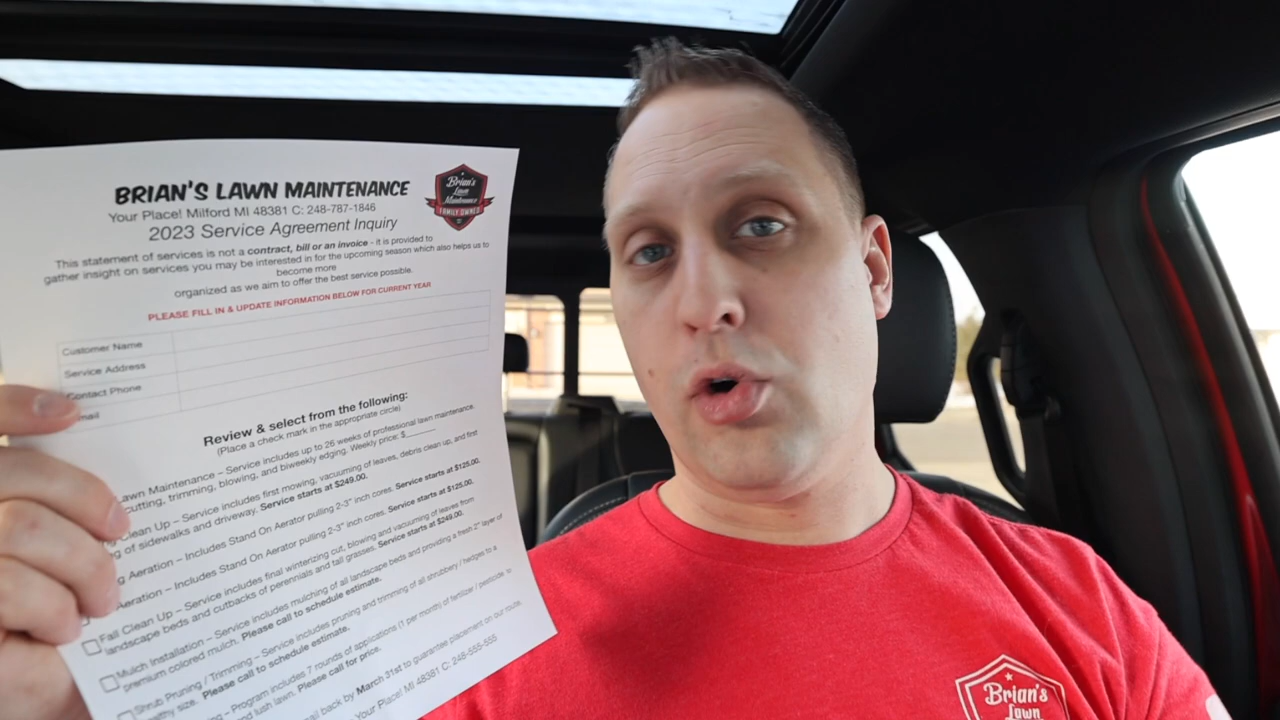 BRIAN'S LAWN MAINTENANCE
Your Place! Milford MI 48381 C: 248-787-1846
2023 Service Agreement Inquiry
This statement of services is not a contract, bill or an invoice - it is provided to
gather insight on services you may be interested in for the upcoming season which also helps us to
become more
organized as we aim to offer the best service possible.
PLEASE FILL IN & UPDATE INFORMATION BELOW FOR CURRENT YEAR
Customer Name
Service Address
Contact Phone
mail
Review & select from the following:
(Place a check mark in the appropriate circle)
Lawn Maintenance – Service includes up to 26 weeks of professional lawn maintenance.
cutting, trimming, blowing, and biweekly edging. Weekly price: $______
Clean Up – Service includes first mowing, vacuuming of leaves, debris clean up, and first
of sidewalks and driveway. Service starts at $249.00.
g Aeration – Includes Stand On Aerator pulling 2-3" inch cores. Service starts at $125.00.
Aeration – Includes Stand On Aerator pulling 2-3" inch cores. Service starts at $125.00.
Fall Clean Up – Service includes final winterizing cut, blowing and vacuuming of leaves from
landscape beds and cutbacks of perennials and tall grasses. Service starts at $249.00.
Mulch Installation – Service includes mulching of all landscape beds and providing a fresh 2" layer of
premium colored mulch. Please call to schedule estimate.
Shrub Pruning / Trimming – Service includes pruning and trimming of all shrubbery / hedges to a
healthy size. Please call to schedule estimate.
– Program includes 7 rounds of applications (1 per month) of fertilizer / pesticide to
and lush lawn. Please call for price.
back by March 31st to guarantee placement on our route.
Your Place! MI 48381 C: 248-555-555
Brian's
Lawn
Maintenance
FAMILY OWNED
Brian's
Lawn